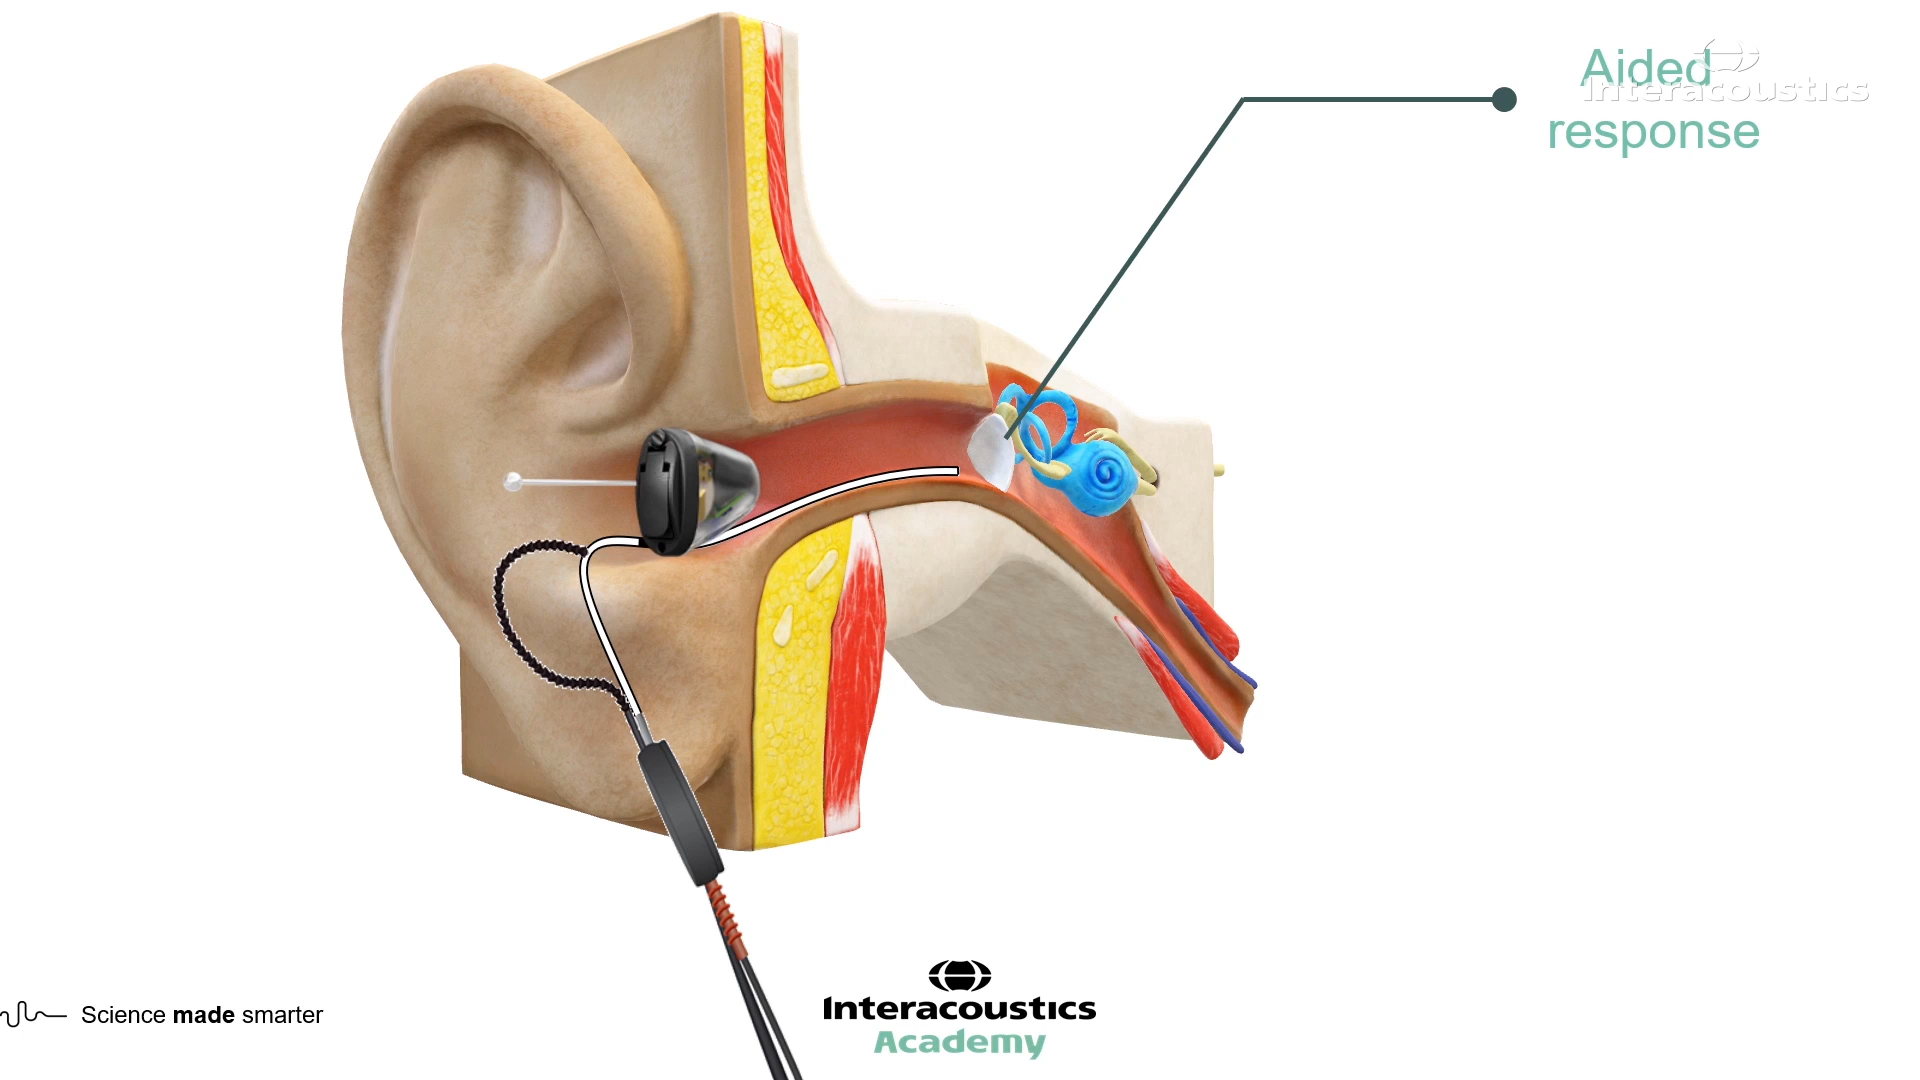 Aided
Interacoustics
response
Science made smarter
Interacoustics
Academy